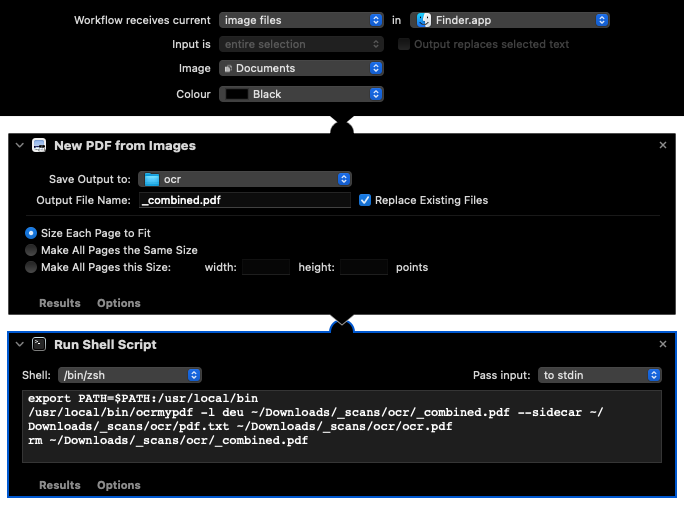 Workflow receives current image files in Finder.app
Input is entire selection Output replaces selected text
Image Documents
Colour Black
New PDF from Images
Save Output to: ocr
Output File Name: _combined.pdf Replace Existing Files
Size Each Page to Fit
Make All Pages the Same Size
Make All Pages this Size: width: height: points
Results Options
Run Shell Script
Shell: /bin/zsh Pass input: to stdin
export PATH=$PATH:/usr/local/bin
/usr/local/bin/ocrmypdf -l deu ~/Downloads/_scans/ocr/_combined.pdf --sidecar ~/
Downloads/_scans/ocr/pdf.txt ~/Downloads/_scans/ocr/ocr.pdf
rm ~/Downloads/_scans/ocr/_combined.pdf
Results Options